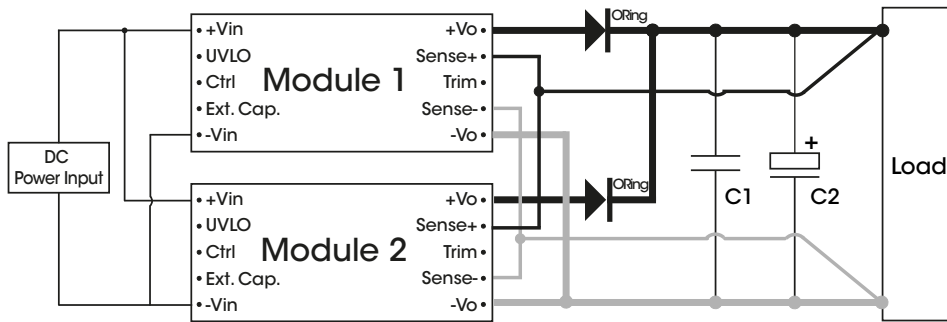 +Vin
UVLO
Ctrl
Ext. Cap.
-Vin
Module 1
+Vo
Sense+
Trim
Sense-
-Vo
ORing
DC
Power Input
+Vin
UVLO
Ctrl
Ext. Cap.
-Vin
Module 2
+Vo
Sense+
Trim
Sense-
-Vo
ORing
C1
+
C2
Load